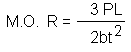 M.O. R = 3 PL / 2bt²